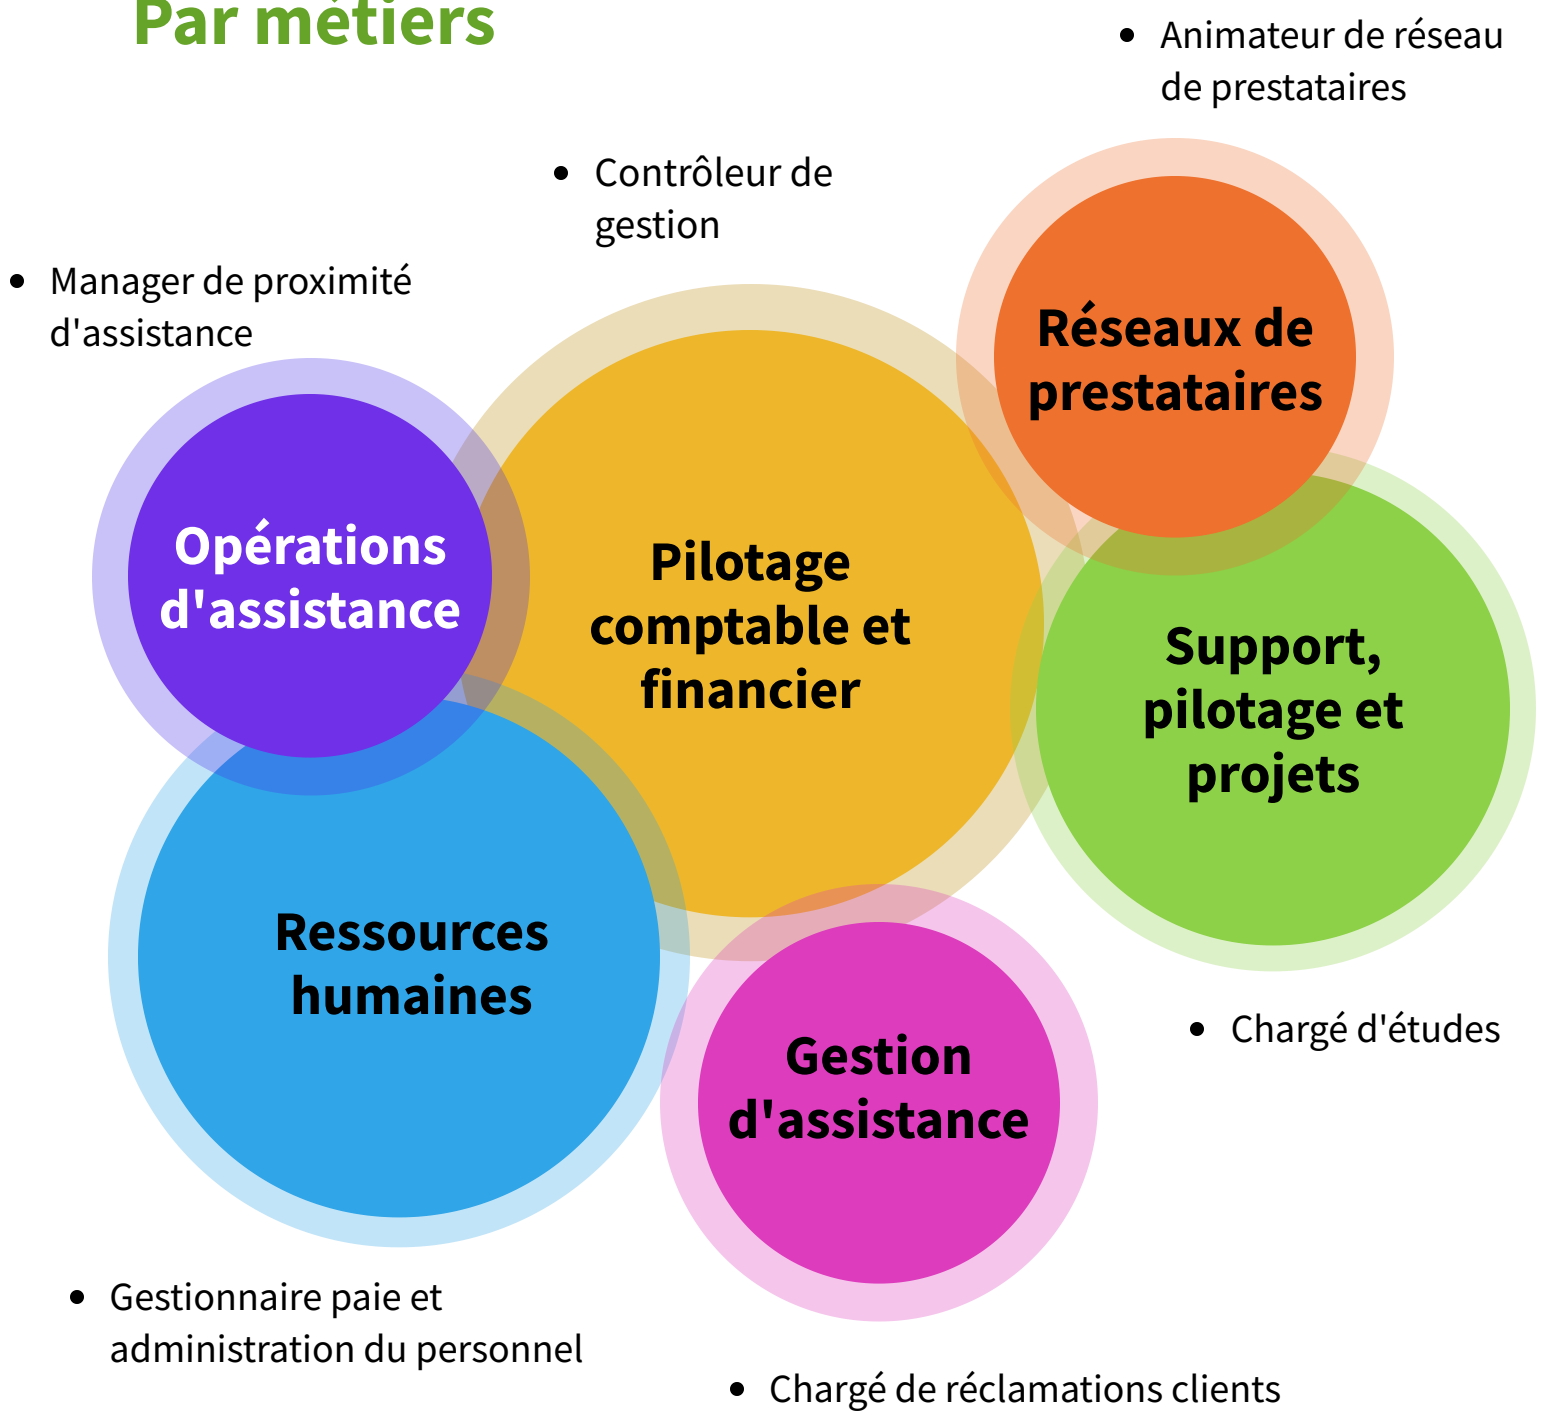 Par métiers
• Animateur de réseau
de prestataires
• Contrôleur de
gestion
• Manager de proximité
d'assistance
Réseaux de
prestataires
Opérations
d'assistance
Pilotage
comptable et
financier
Support,
pilotage et
projets
Ressources
humaines
Gestion
d'assistance
• Chargé d'études
• Gestionnaire paie et
administration du personnel
• Chargé de réclamations clients